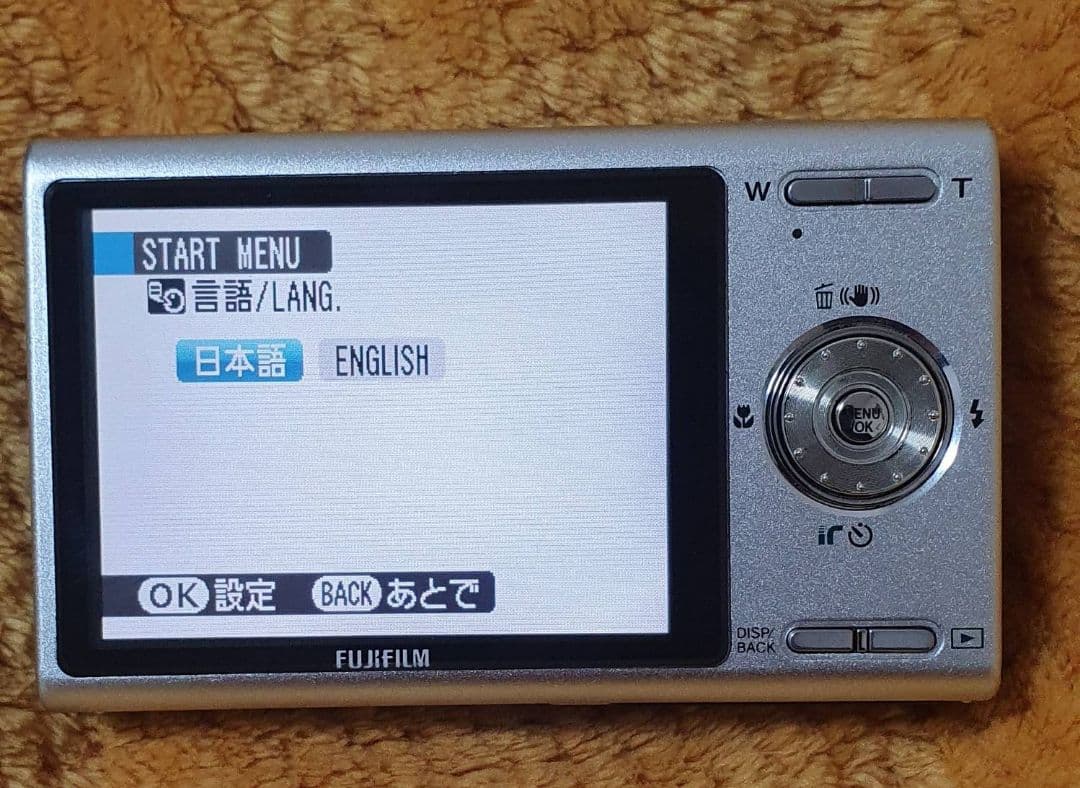 START MENU
言語/LANG.
日本語 ENGLISH
OK 設定 BACK あとで
FUJIFILM
W T
MENU
/OK
ir
DISP/
BACK